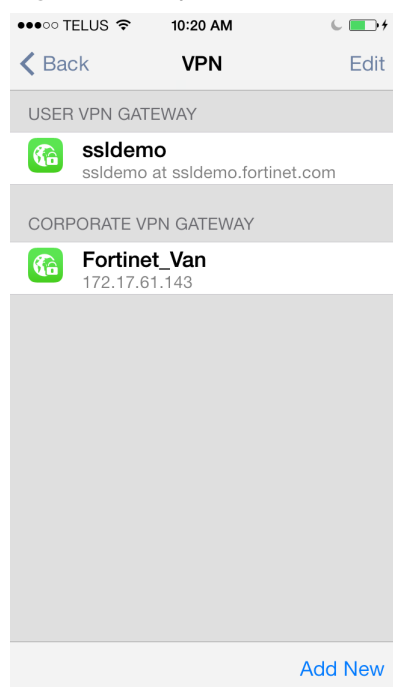 TELUS 10:20 AM
Back VPN Edit
USER VPN GATEWAY
ssldemo
ssldemo at ssldemo.fortinet.com
CORPORATE VPN GATEWAY
Fortinet_Van
172.17.61.143
Add New